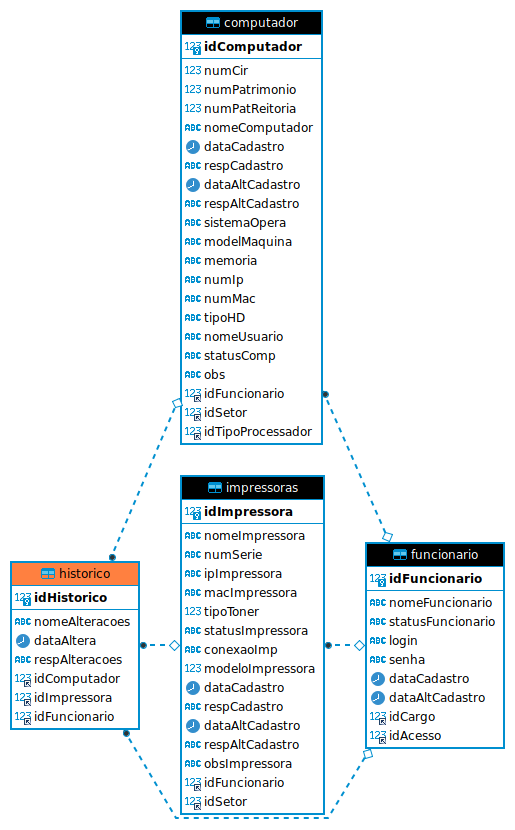 computador
123 idComputador
123 numCir
123 numPatrimonio
123 numPatReitoria
ABC nomeComputador
dataCadastro
ABC respCadastro
dataAltCadastro
ABC respAltCadastro
ABC sistemaOpera
ABC modelMaquina
ABC memoria
ABC numIp
ABC numMac
ABC tipoHD
ABC nomeUsuario
ABC statusComp
ABC obs
123 idFuncionario
123 idSetor
123 idTipoProcessador
impressoras
123 idImpressora
ABC nomeImpressora
ABC numSerie
ABC ipImpressora
ABC macImpressora
123 tipoToner
ABC statusImpressora
ABC conexaoImp
123 modeloImpressora
dataCadastro
ABC respCadastro
dataAltCadastro
ABC respAltCadastro
ABC obsImpressora
123 idFuncionario
123 idSetor
historico
123 idHistorico
ABC nomeAlteracoes
dataAltera
ABC respAlteracoes
123 idComputador
123 idImpressora
123 idFuncionario
funcionario
123 idFuncionario
ABC nomeFuncionario
ABC statusFuncionario
ABC login
ABC senha
dataCadastro
dataAltCadastro
123 idCargo
123 idAcesso